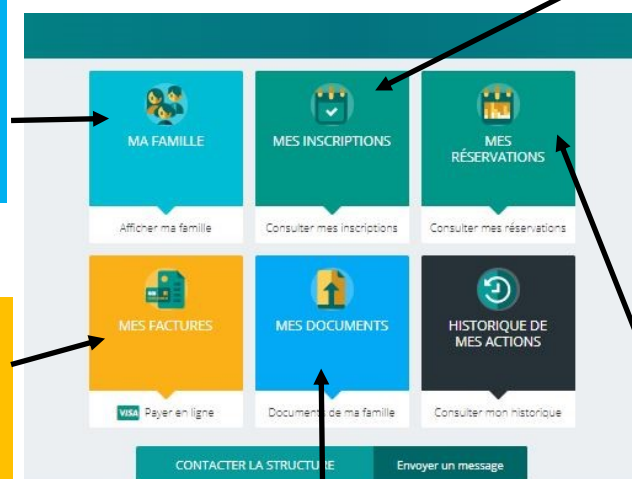 MA FAMILLE
Afficher ma famille
MES INSCRIPTIONS
Consulter mes inscriptions
MES
RÉSERVATIONS
Consulter mes réservations
MES FACTURES
VISA Payer en ligne
MES DOCUMENTS
Documents de ma famille
HISTORIQUE DE
MES ACTIONS
Consulter mon historique
CONTACTER LA STRUCTURE
Envoyer un message